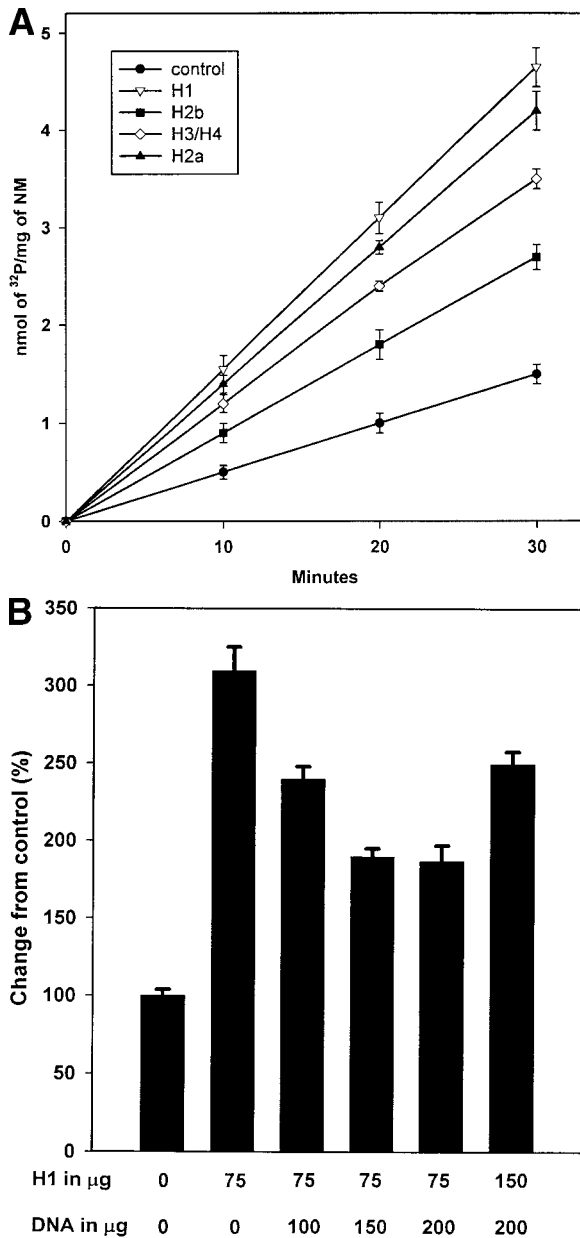 A
5
4
3
2
1
0
nmol of ³²P/mg of NM
control
H1
H2b
H3/H4
H2a
0 10 20 30
Minutes
B
350
300
250
200
150
100
50
0
Change from control (%)
H1 in µg 0 75 75 75 75 150
DNA in µg 0 0 100 150 200 200